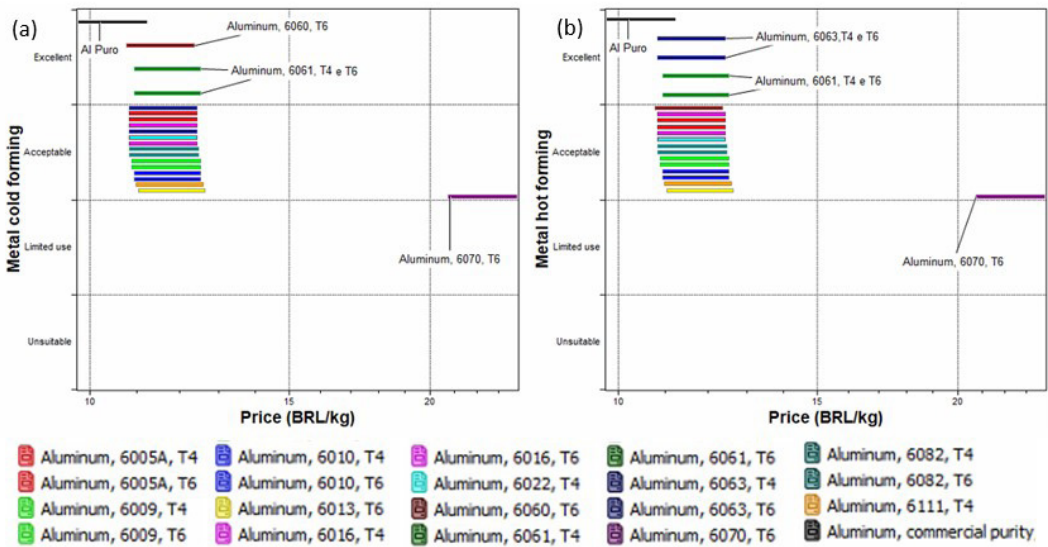 (a)
Metal cold forming
Excellent
Acceptable
Limited use
Unsuitable
Al Puro
Aluminum, 6060, T6
Aluminum, 6061, T4 e T6
Aluminum, 6070, T6
10
15
20
Price (BRL/kg)
(b)
Metal hot forming
Excellent
Acceptable
Limited use
Unsuitable
Al Puro
Aluminum, 6063,T4 e T6
Aluminum, 6061, T4 e T6
Aluminum, 6070, T6
10
15
20
Price (BRL/kg)
Aluminum, 6005A, T4
Aluminum, 6005A, T6
Aluminum, 6009, T4
Aluminum, 6009, T6
Aluminum, 6010, T4
Aluminum, 6010, T6
Aluminum, 6013, T6
Aluminum, 6016, T4
Aluminum, 6016, T6
Aluminum, 6022, T4
Aluminum, 6060, T6
Aluminum, 6061, T4
Aluminum, 6061, T6
Aluminum, 6063, T4
Aluminum, 6063, T6
Aluminum, 6070, T6
Aluminum, 6082, T4
Aluminum, 6082, T6
Aluminum, 6111, T4
Aluminum, commercial purity